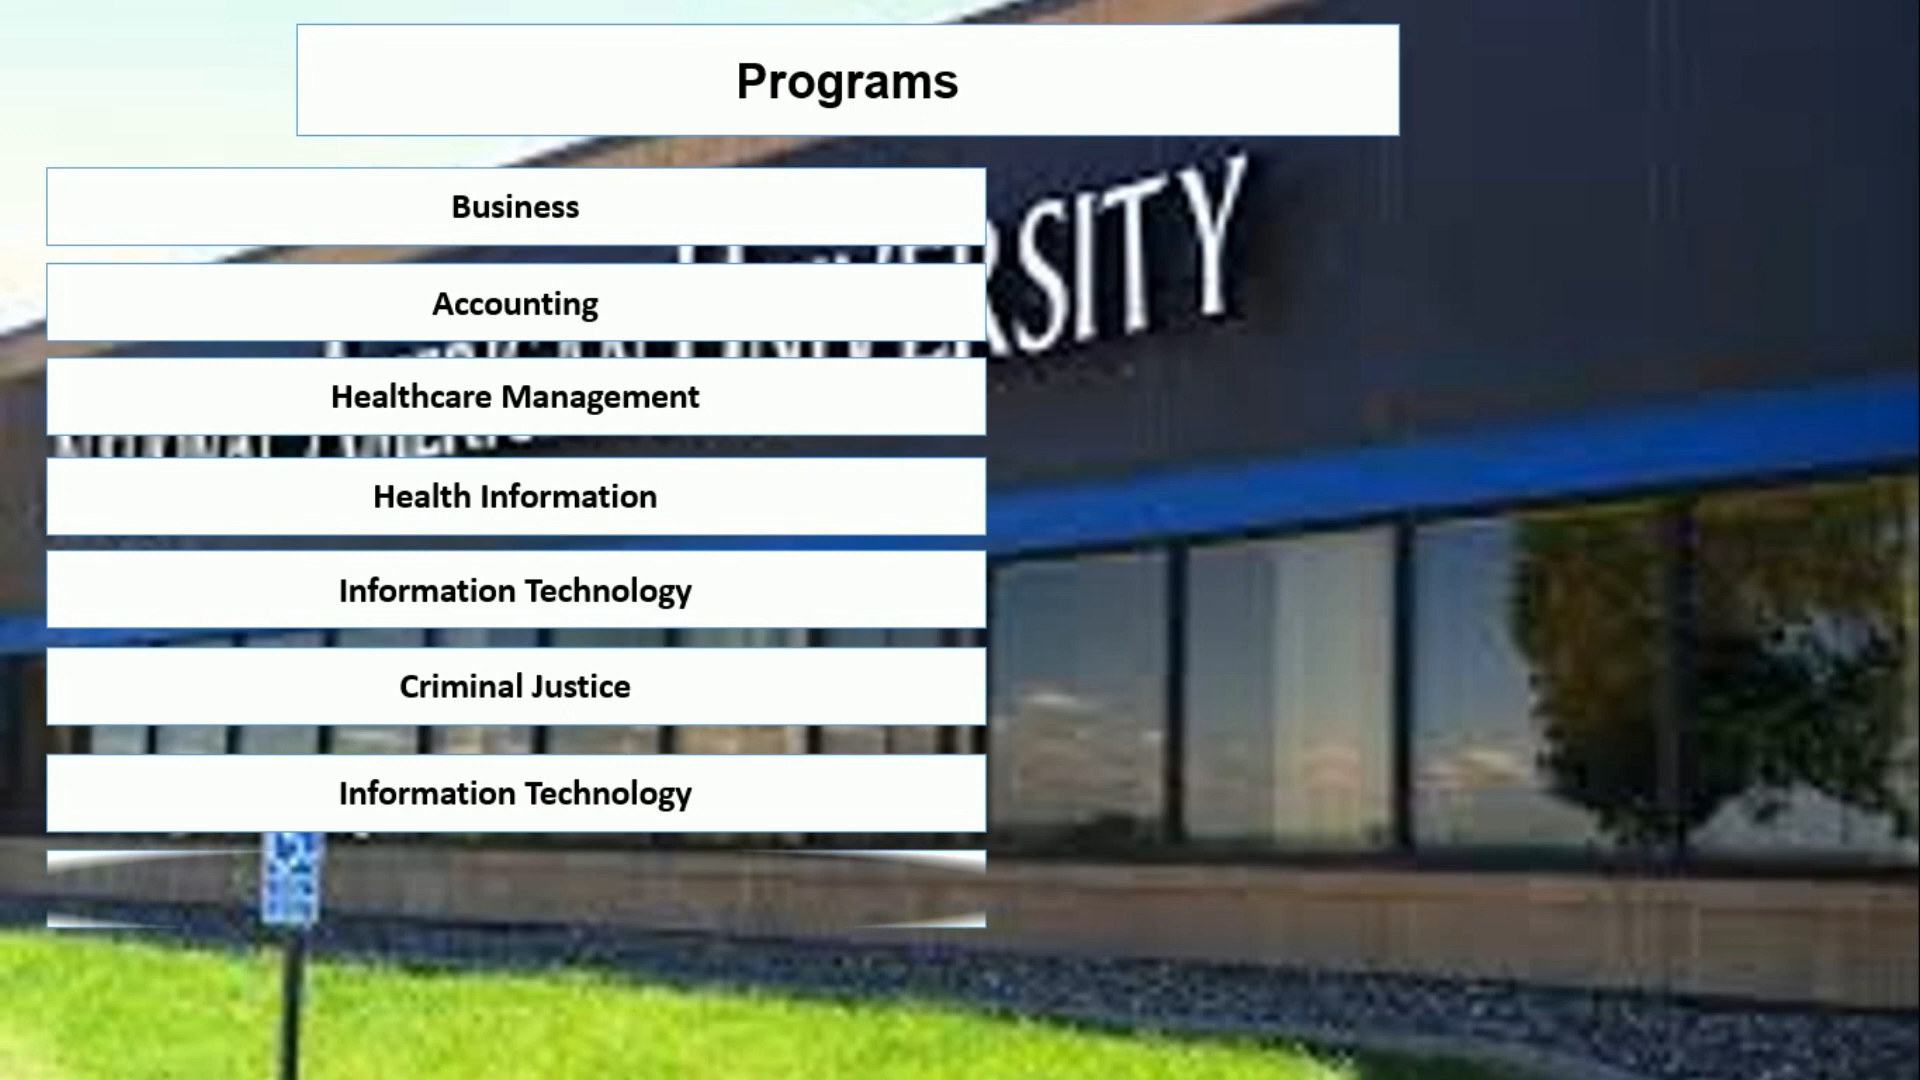 Programs
Business
RSITY
Accounting
Healthcare Management
Health Information
Information Technology
Criminal Justice
Information Technology